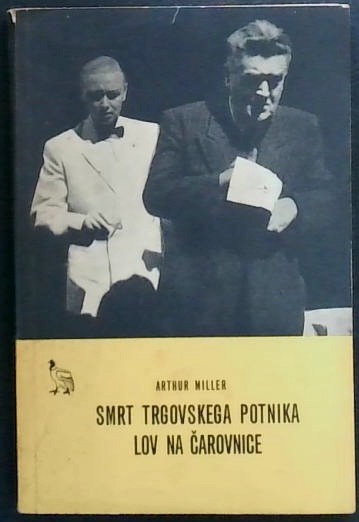 ARTHUR MILLER
SMRT TRGOVSKEGA POTNIKA
LOV NA ČAROVNICE